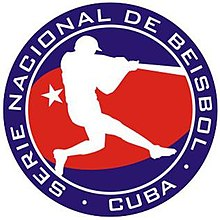 SERIE NACIONAL DE BEISBOL
· CUBA ·